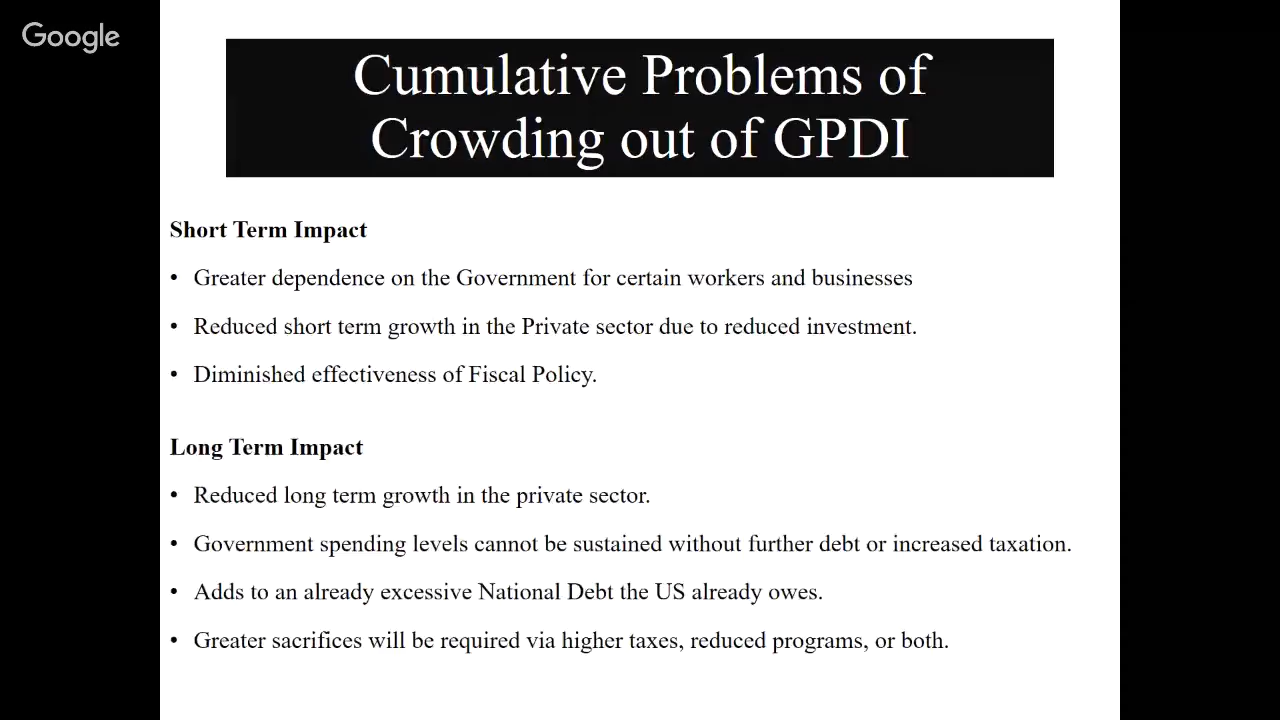 Google
Cumulative Problems of
Crowding out of GPDI
Short Term Impact
• Greater dependence on the Government for certain workers and businesses
• Reduced short term growth in the Private sector due to reduced investment.
• Diminished effectiveness of Fiscal Policy.
Long Term Impact
• Reduced long term growth in the private sector.
• Government spending levels cannot be sustained without further debt or increased taxation.
• Adds to an already excessive National Debt the US already owes.
• Greater sacrifices will be required via higher taxes, reduced programs, or both.